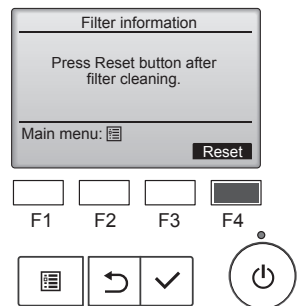 Filter information
Press Reset button after
filter cleaning.
Main menu:
Reset
F1 F2 F3 F4